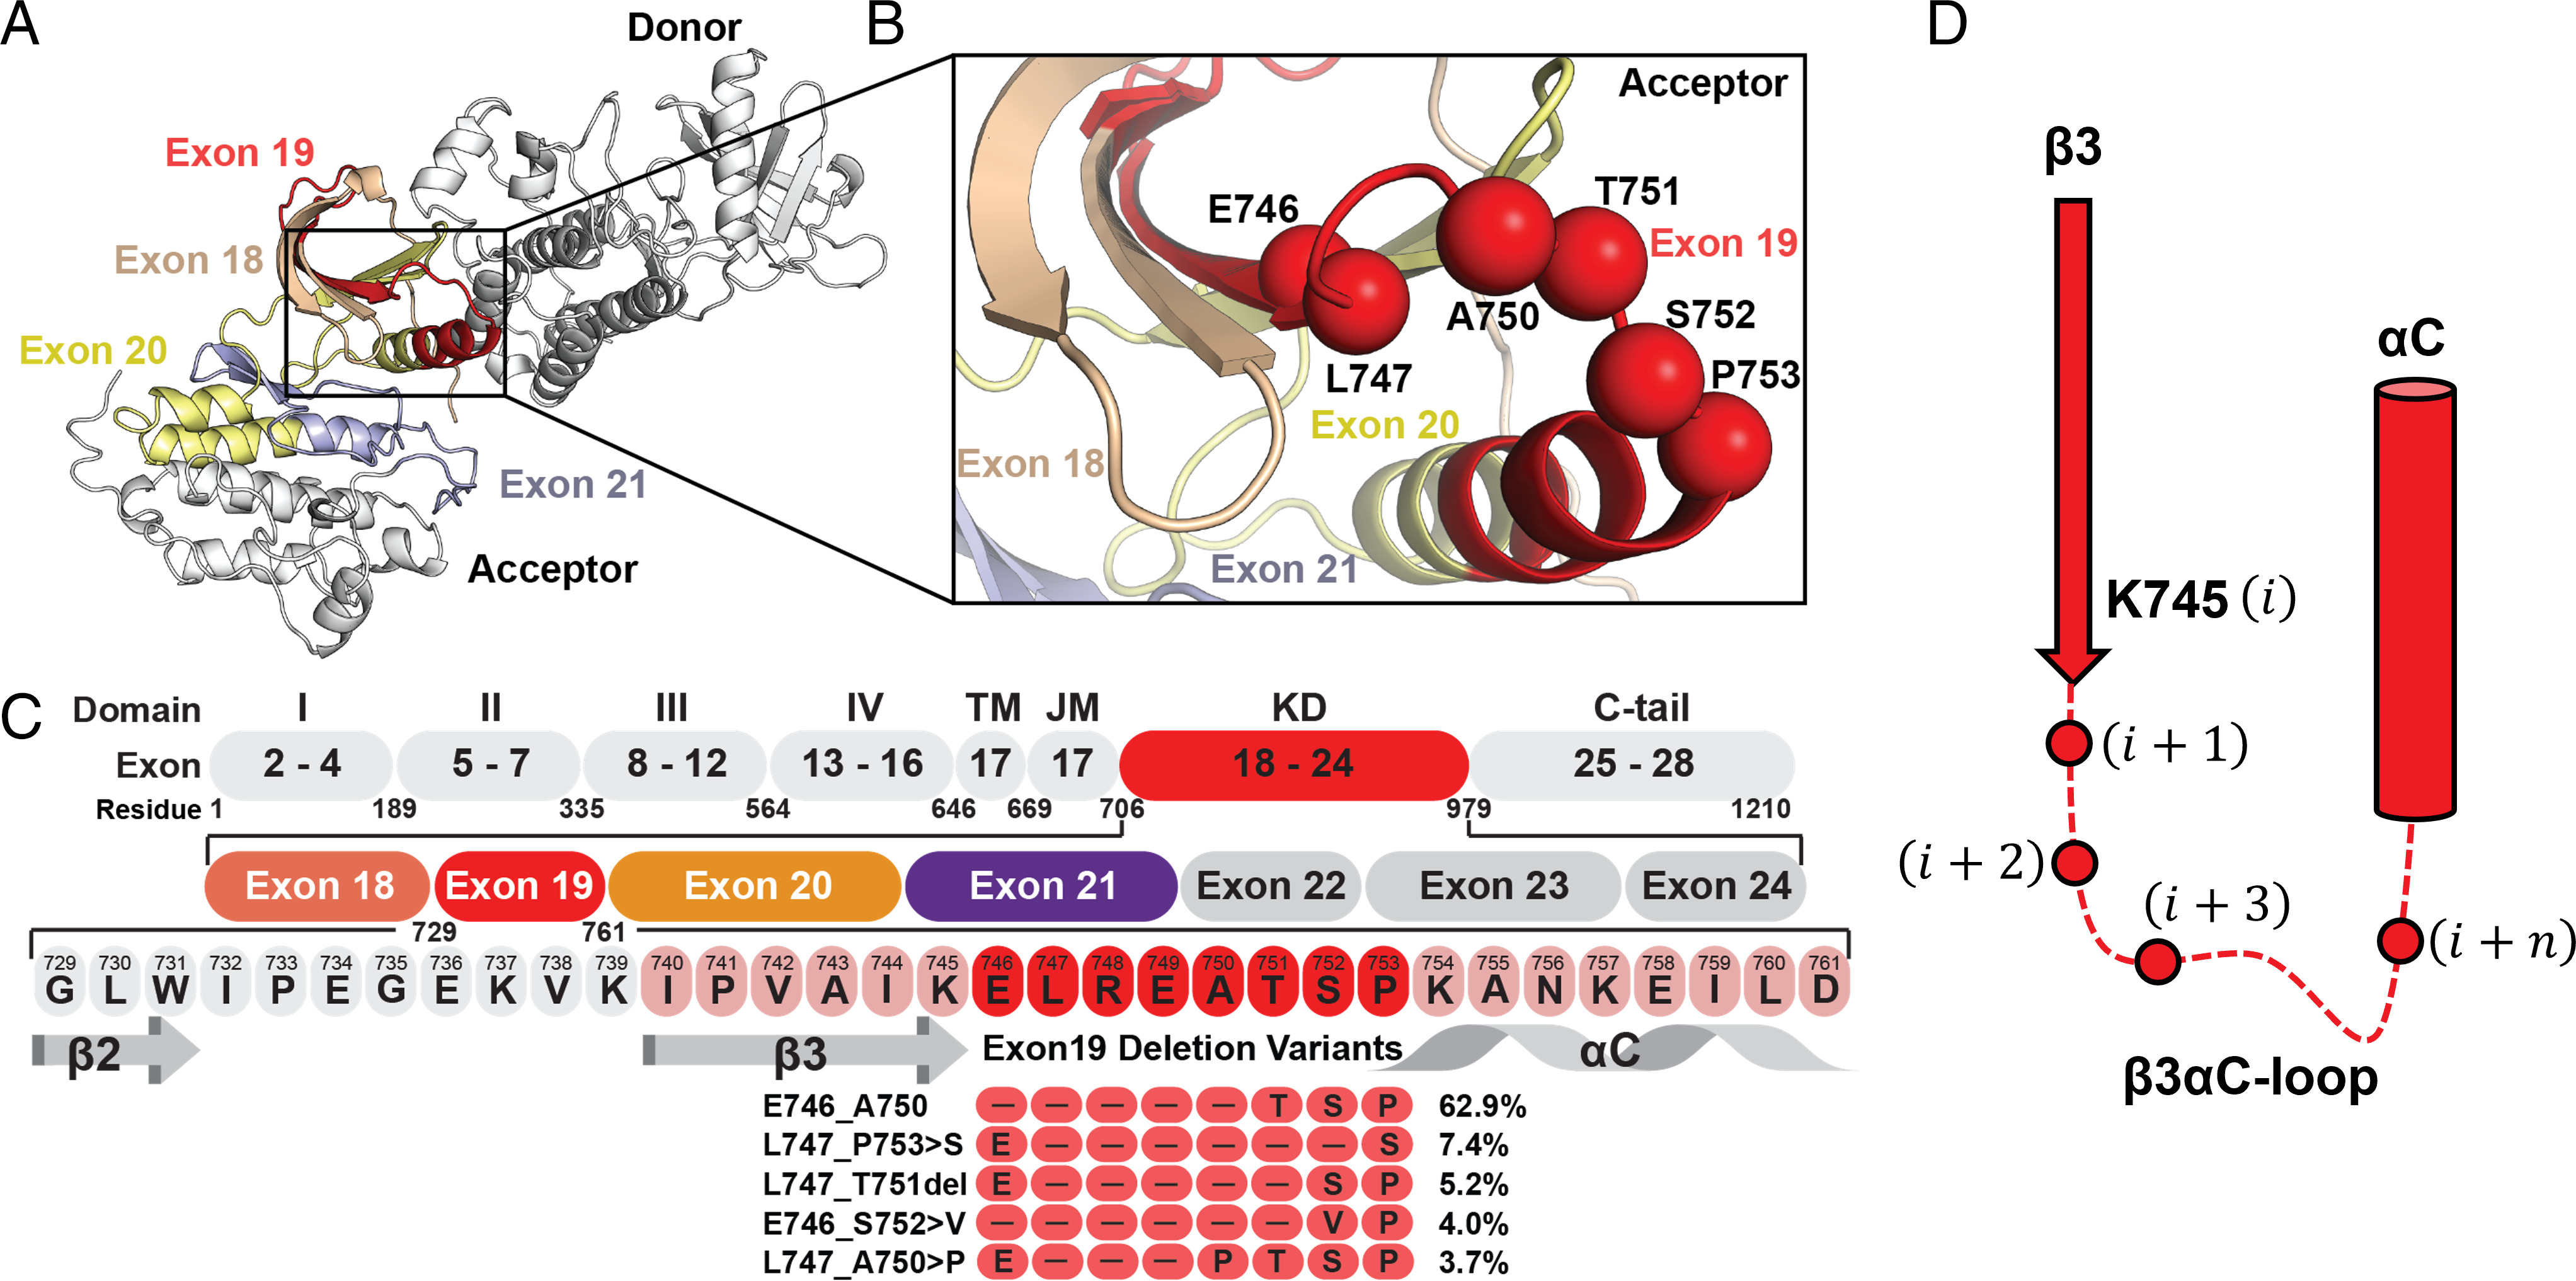 A
Donor
Exon 19
Exon 18
Exon 20
Exon 21
Acceptor
B
Acceptor
E746
T751
Exon 19
A750
S752
L747
P753
Exon 20
Exon 18
Exon 21
C
Domain I II III IV TM JM KD C-tail
Exon 2 - 4 5 - 7 8 - 12 13 - 16 17 17 18 - 24 25 - 28
Residue 1 189 335 564 646 669 706 979 1210
Exon 18 Exon 19 Exon 20 Exon 21 Exon 22 Exon 23 Exon 24
729 761
729 730 731 732 733 734 735 736 737 738 739 740 741 742 743 744 745 746 747 748 749 750 751 752 753 754 755 756 757 758 759 760 761
G L W I P E G E K V K I P V A I K E L R E A T S P K A N K E I L D
β2 β3 Exon19 Deletion Variants αC
E746_A750 – – – – – T S P 62.9%
L747_P753>S E – – – – – – S 7.4%
L747_T751del E – – – – – S P 5.2%
E746_S752>V – – – – – – V P 4.0%
L747_A750>P E – – – P T S P 3.7%
D
β3
αC
K745 (i)
(i + 1)
(i + 2)
(i + 3)
(i + n)
β3αC-loop